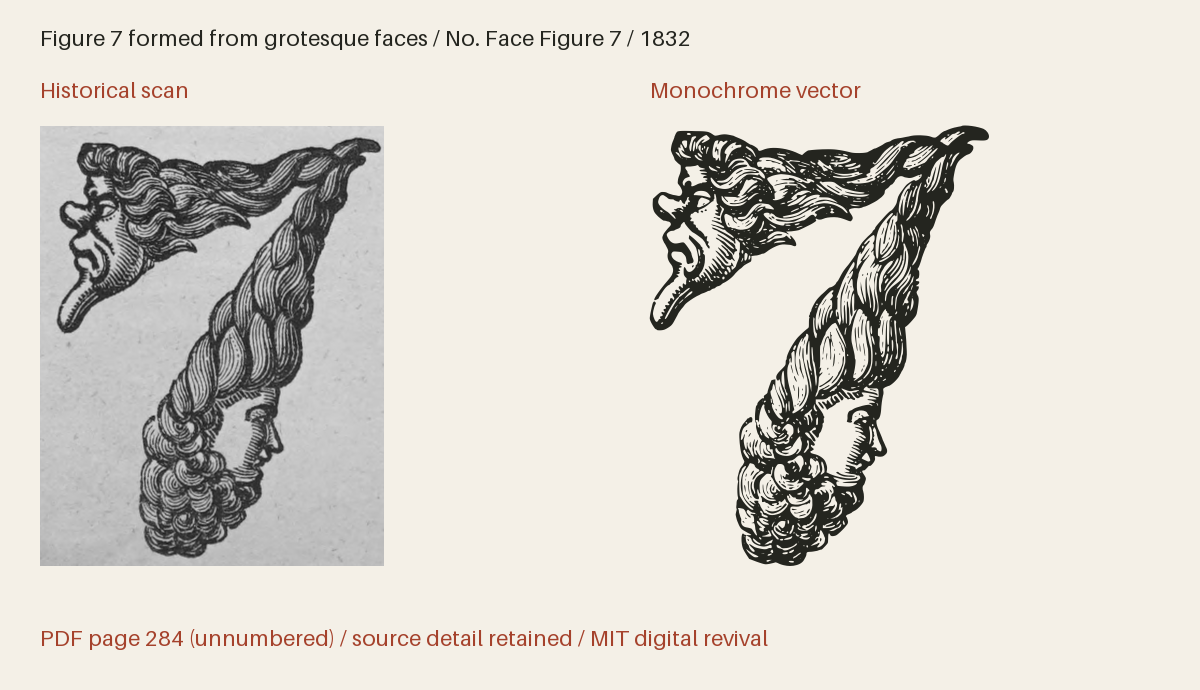 Figure 7 formed from grotesque faces / No. Face Figure 7 / 1832
Historical scan
Monochrome vector
PDF page 284 (unnumbered) / source detail retained / MIT digital revival